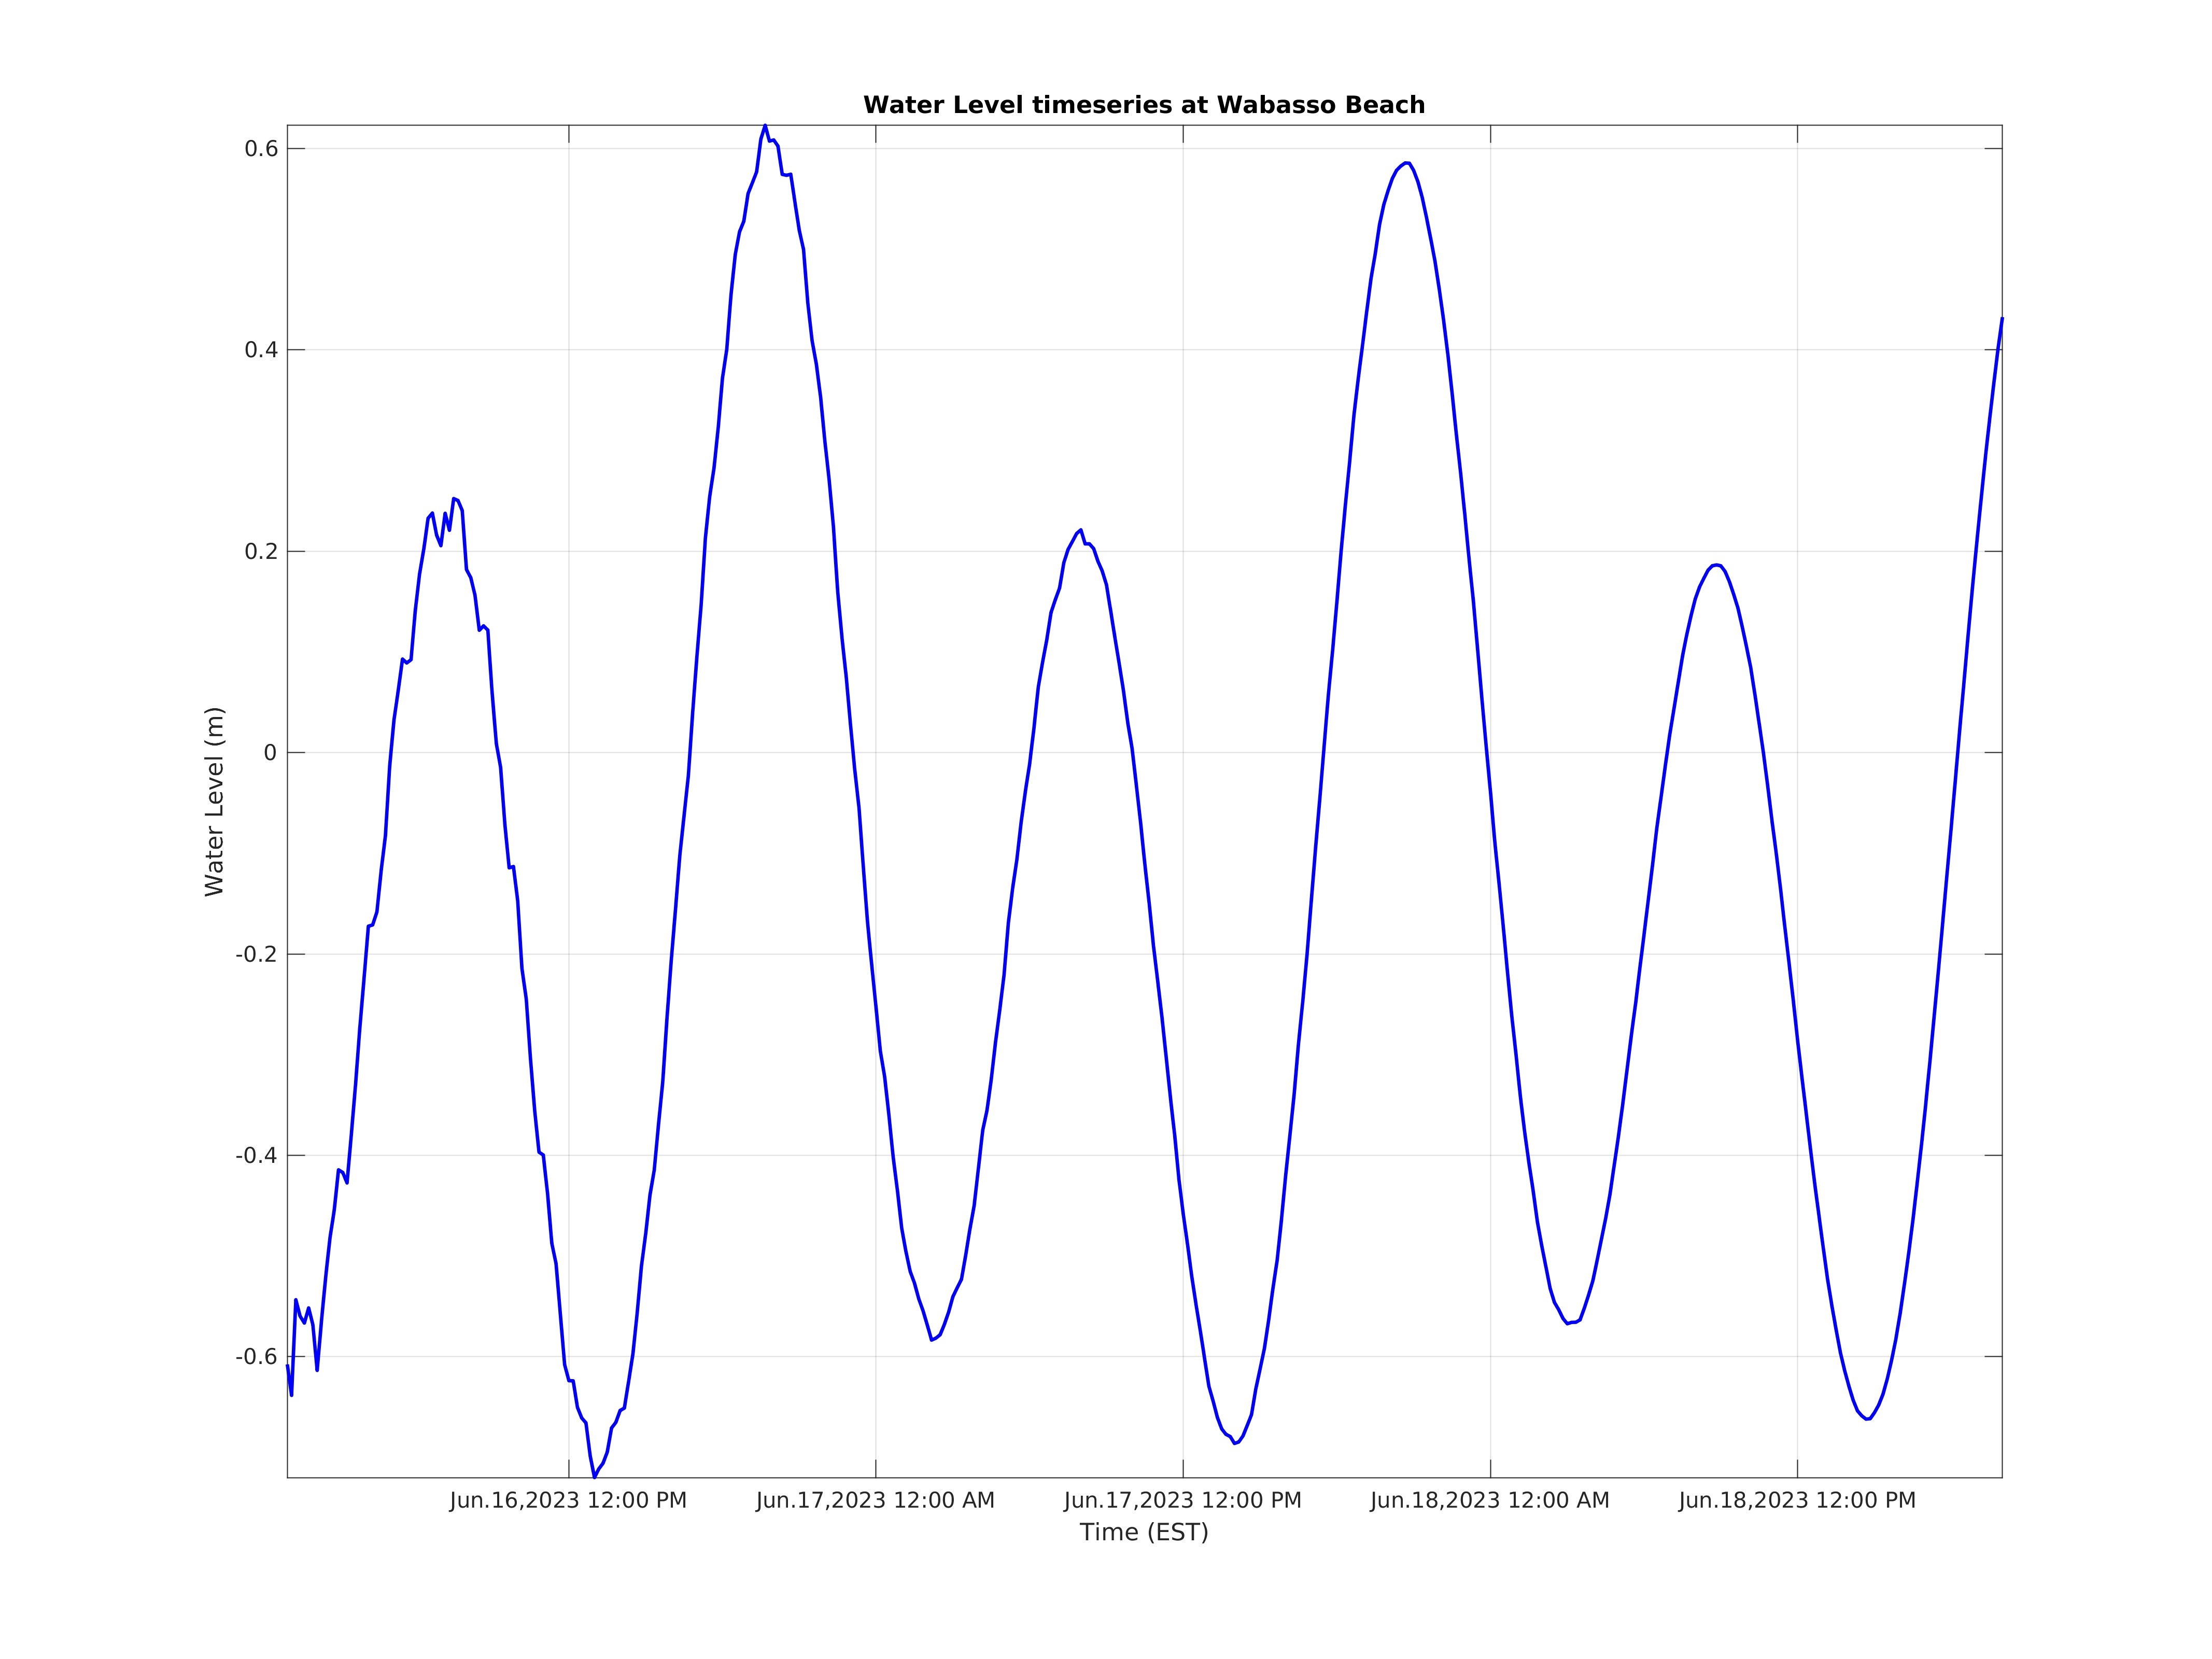 Water Level timeseries at Wabasso Beach
0.6
0.4
0.2
0
-0.2
-0.4
-0.6
Water Level (m)
Jun.16,2023 12:00 PM Jun.17,2023 12:00 AM Jun.17,2023 12:00 PM Jun.18,2023 12:00 AM Jun.18,2023 12:00 PM
Time (EST)